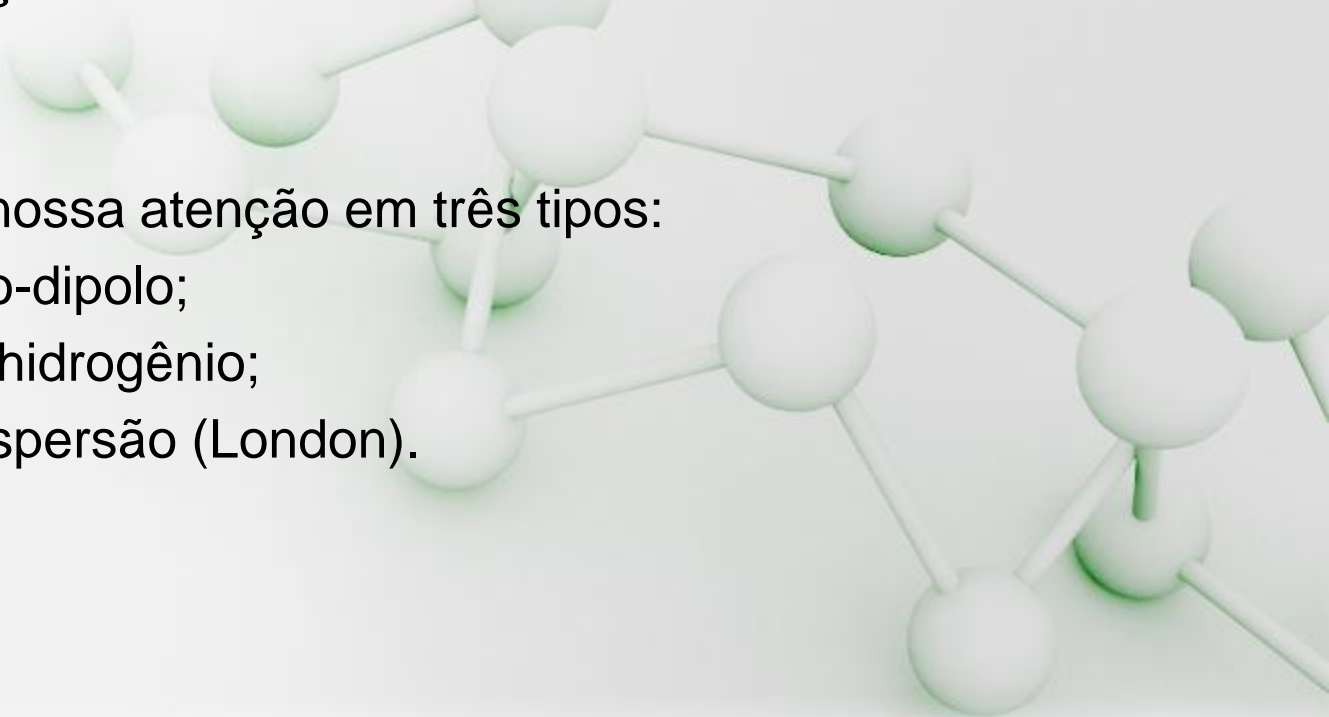 nossa atenção em três tipos:
o-dipolo;
hidrogênio;
spersão (London).